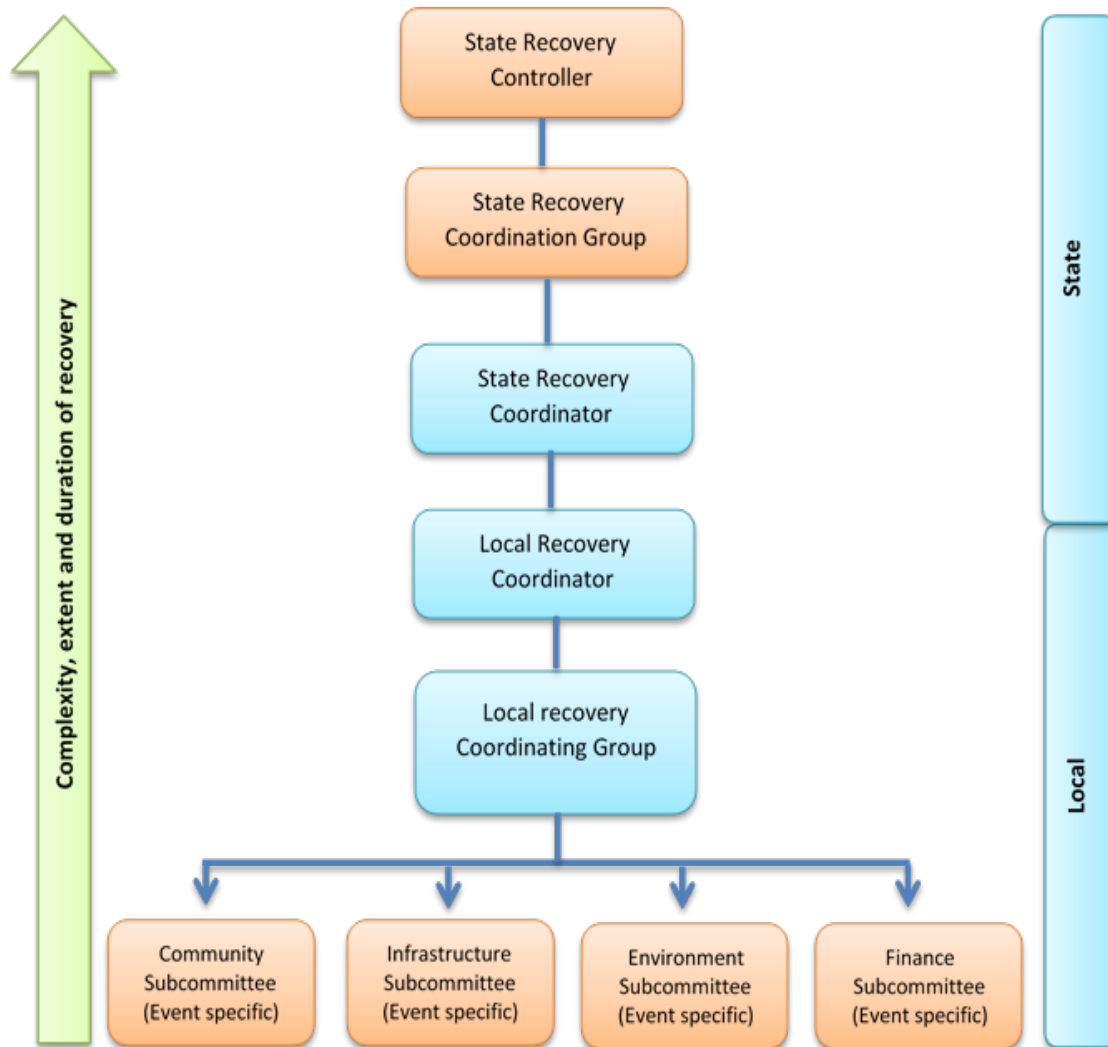 State Recovery
Controller
State Recovery
Coordination Group
State Recovery
Coordinator
Local Recovery
Coordinator
Local recovery
Coordinating Group
Community
Subcommittee
(Event specific)
Infrastructure
Subcommittee
(Event specific)
Environment
Subcommittee
(Event specific)
Finance
Subcommittee
(Event specific)
Complexity, extent and duration of recovery
State
Local